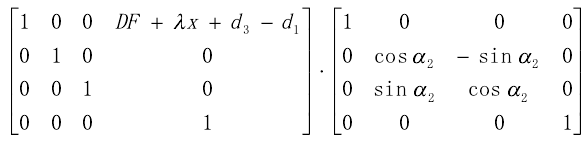 [1 0 0 DF + λx + d₃ − d₁] [1 0 0 0]
[0 1 0 0] · [0 cos α₂ − sin α₂ 0]
[0 0 1 0] [0 sin α₂ cos α₂ 0]
[0 0 0 1] [0 0 0 1]